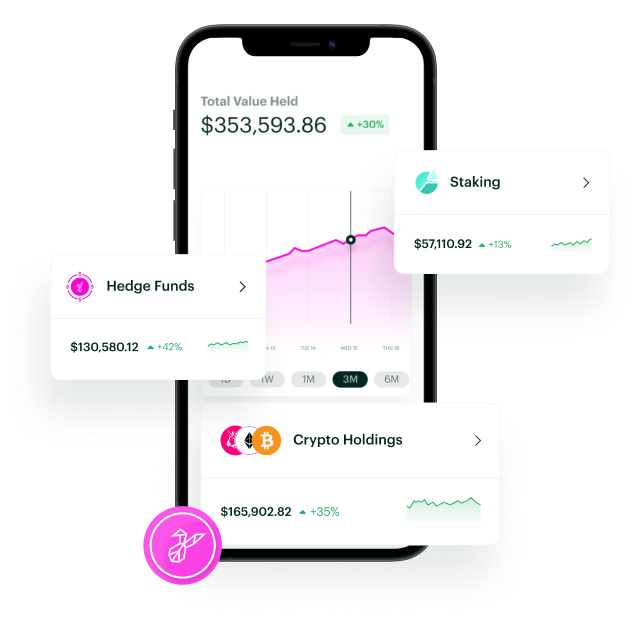 Total Value Held
$353,593.86
+30%
Staking
$57,110.92
+13%
Hedge Funds
$130,580.12
+42%
TUE 14
WED 15
THU 16
1W
1M
3M
6M
Crypto Holdings
$165,902.82
+35%